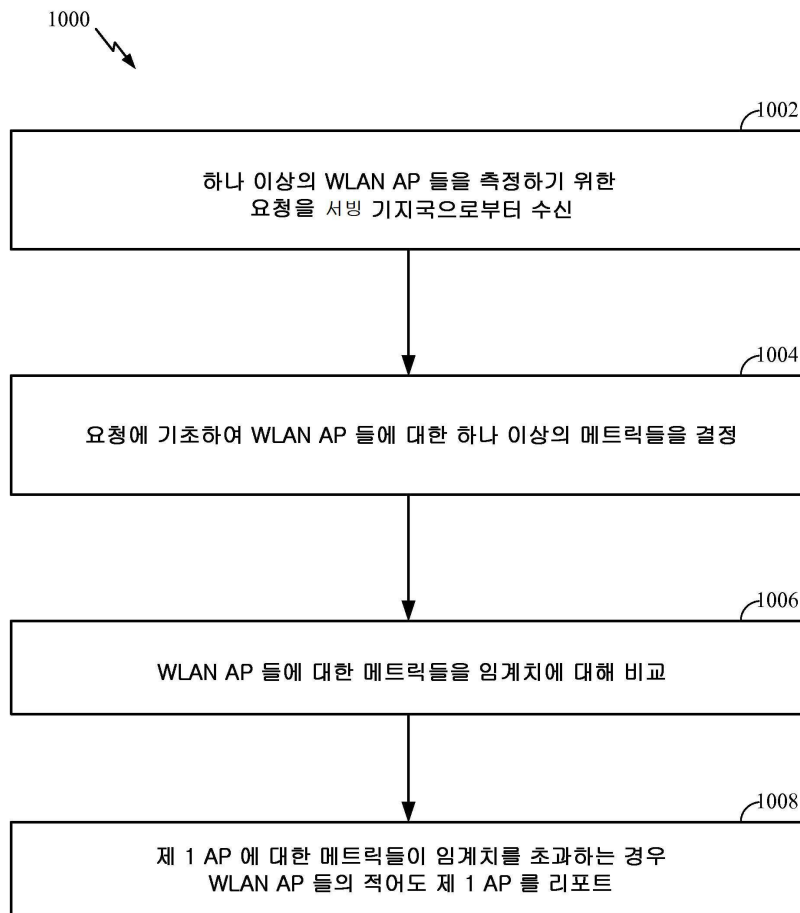 1000
1002
하나 이상의 WLAN AP 들을 측정하기 위한
요청을 서빙 기지국으로부터 수신
1004
요청에 기초하여 WLAN AP 들에 대한 하나 이상의 메트릭들을 결정
1006
WLAN AP 들에 대한 메트릭들을 임계치에 대해 비교
1008
제 1 AP 에 대한 메트릭들이 임계치를 초과하는 경우
WLAN AP 들의 적어도 제 1 AP 를 리포트